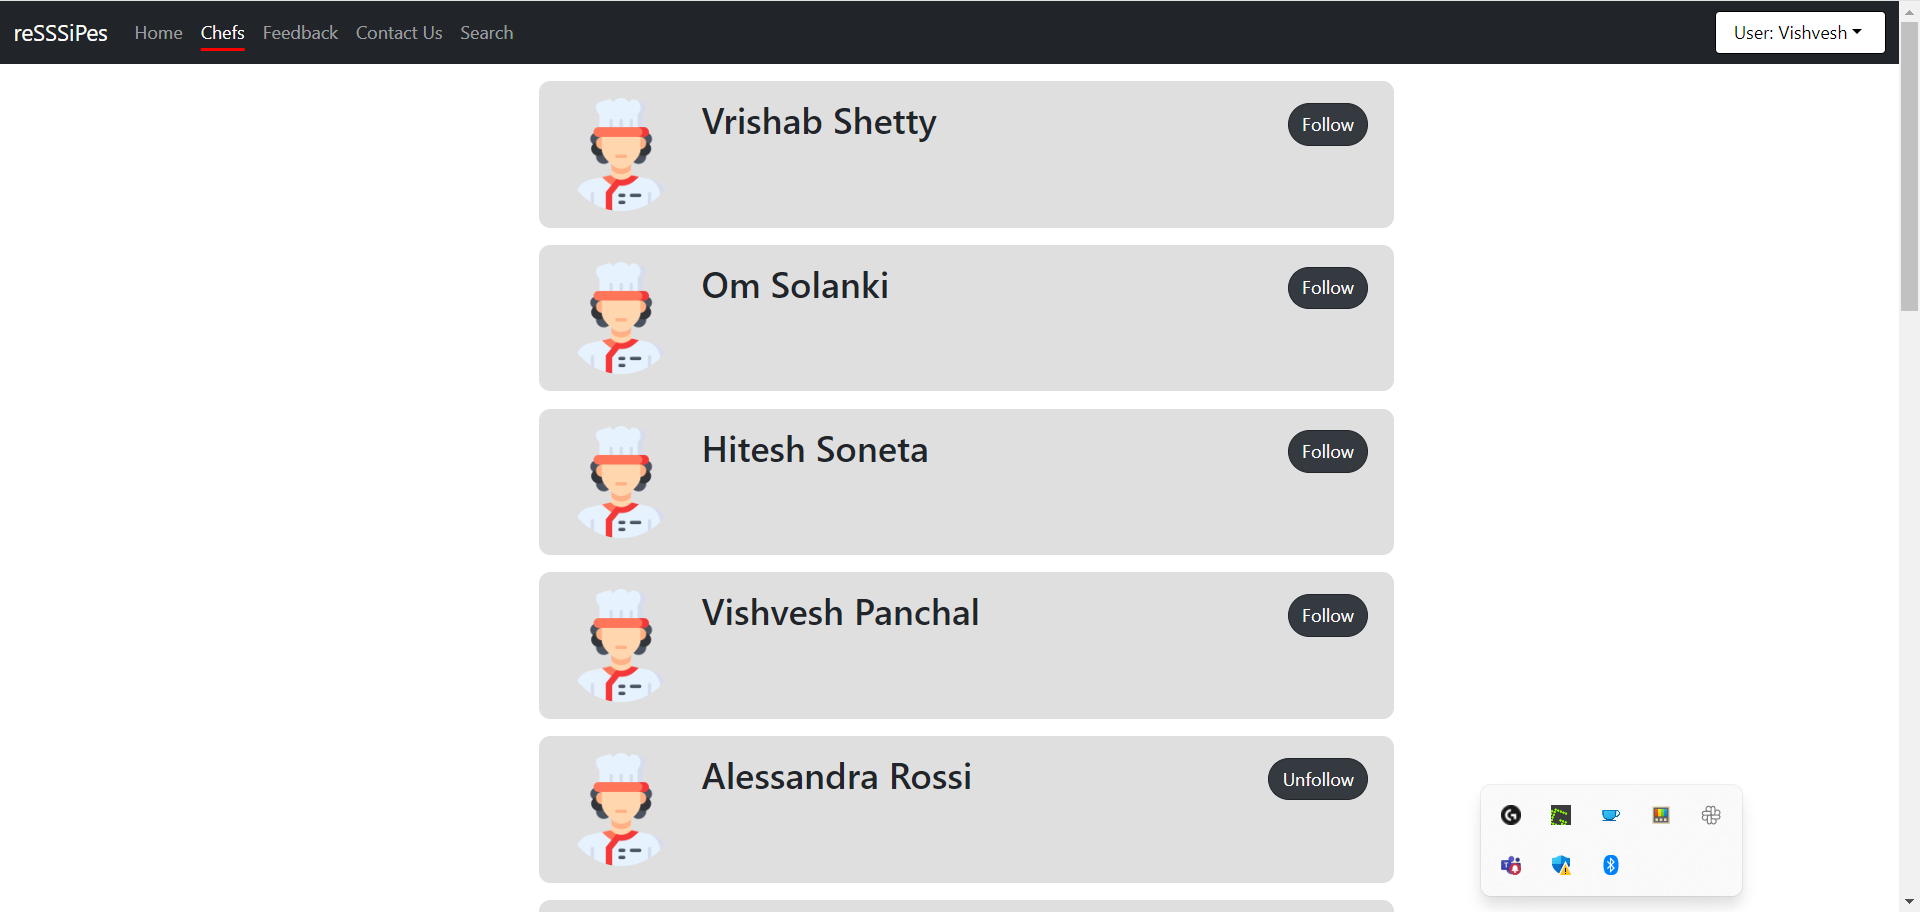 reSSSiPes Home Chefs Feedback Contact Us Search User: Vishvesh
Vrishab Shetty Follow
Om Solanki Follow
Hitesh Soneta Follow
Vishvesh Panchal Follow
Alessandra Rossi Unfollow